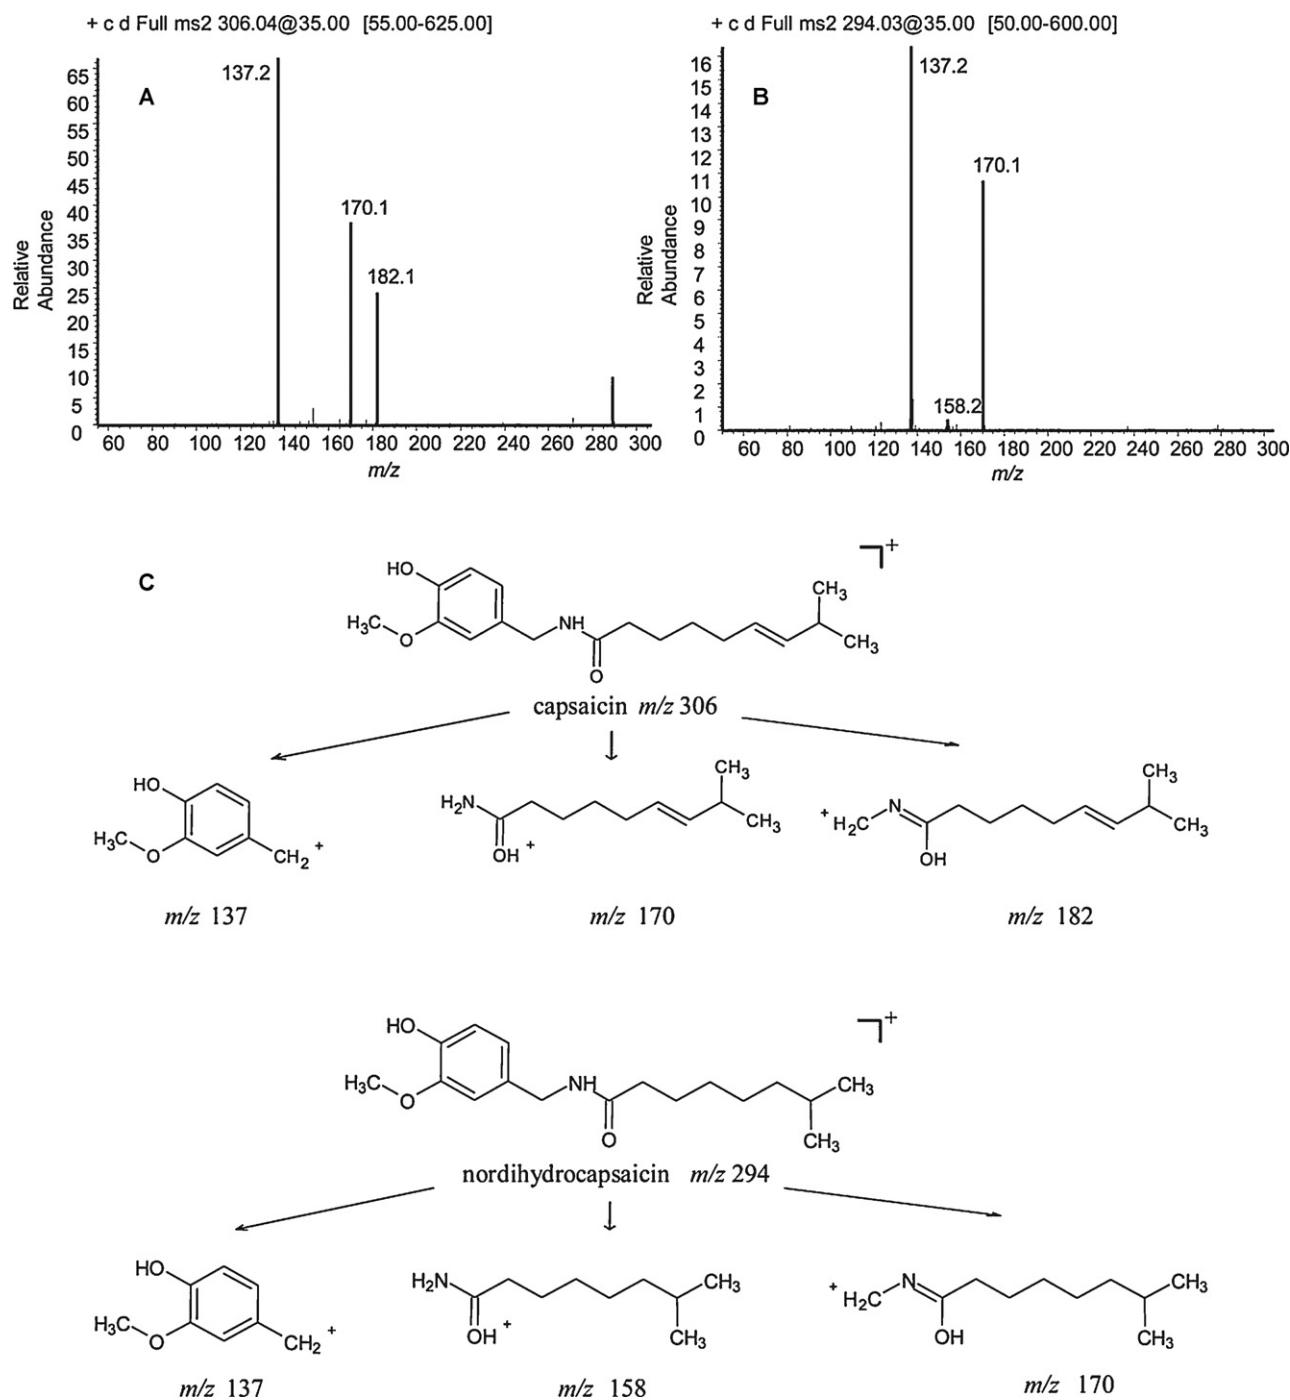 + c d Full ms2 306.04@35.00 [55.00-625.00]
A
137.2
170.1
182.1
65
60
55
50
45
40
35
30
25
20
15
10
5
0
Relative
Abundance
60 80 100 120 140 160 180 200 220 240 260 280 300
m/z
+ c d Full ms2 294.03@35.00 [50.00-600.00]
B
137.2
170.1
158.2
16
15
14
13
12
11
10
9
8
7
6
5
4
3
2
1
0
Relative
Abundance
60 80 100 120 140 160 180 200 220 240 260 280 300
m/z
C
HO
H3C
O
NH
O
CH3
CH3
+
capsaicin m/z 306
HO
H3C
O
CH2 +
m/z 137
H2N
OH +
CH3
CH3
m/z 170
+ H2C
N
OH
CH3
CH3
m/z 182
HO
H3C
O
NH
O
CH3
CH3
+
nordihydrocapsaicin m/z 294
HO
H3C
O
CH2 +
m/z 137
H2N
OH +
CH3
CH3
m/z 158
+ H2C
N
OH
CH3
CH3
m/z 170